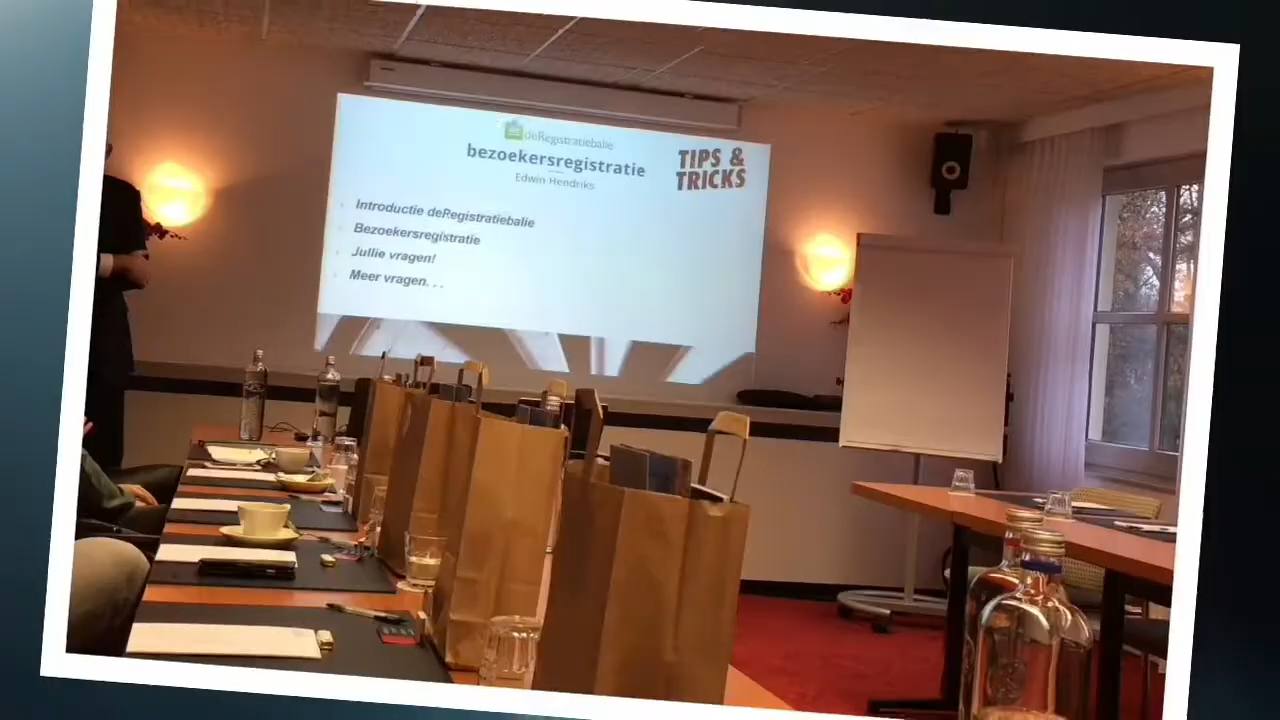 deRegistratiebalie
bezoekersregistratie
Edwin Hendriks
TIPS &
TRICKS
Introductie deRegistratiebalie
Bezoekersregistratie
Jullie vragen!
Meer vragen. . .